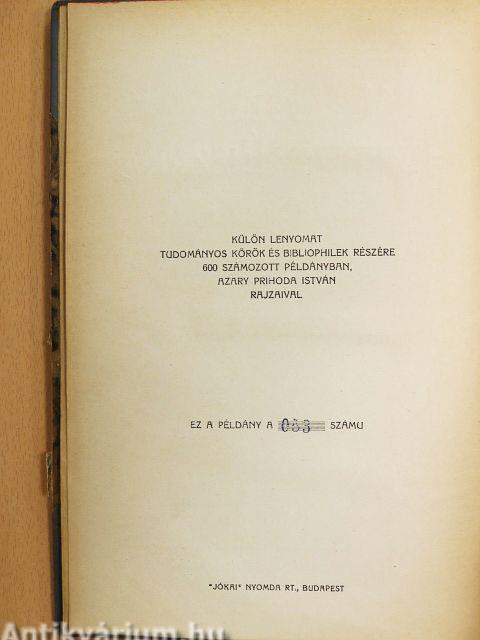 KÜLÖN LENYOMAT
TUDOMÁNYOS KÖRÖK ÉS BIBLIOPHILEK RÉSZÉRE
600 SZÁMOZOTT PÉLDÁNYBAN,
AZARY PRIHODA ISTVÁN
RAJZAIVAL
EZ A PÉLDÁNY A SZÁMU
"JÓKAI" NYOMDA RT., BUDAPEST
Antikvárium.hu